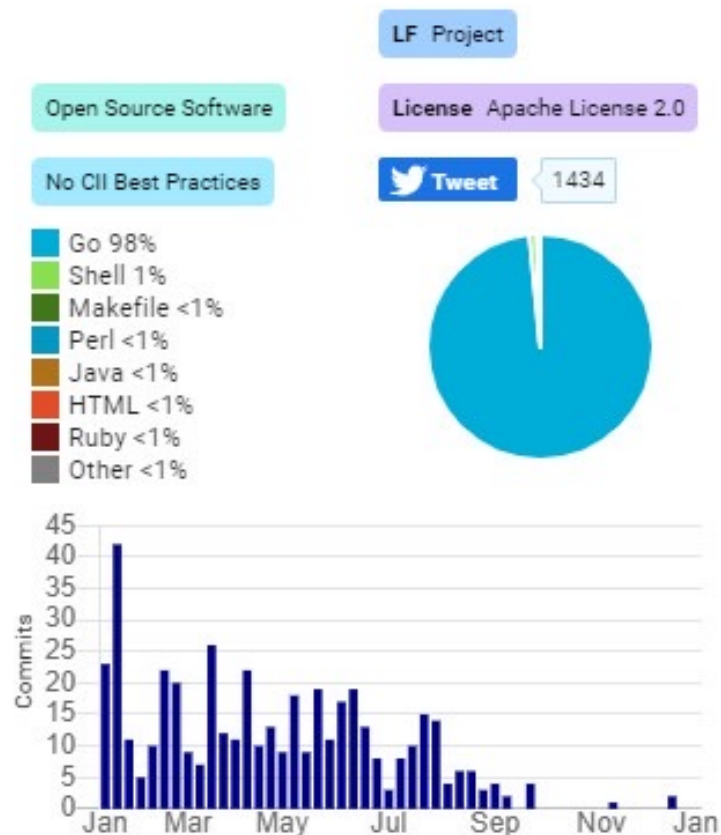 LF Project
Open Source Software
License Apache License 2.0
No CII Best Practices
Tweet
1434
Go 98%
Shell 1%
Makefile <1%
Perl <1%
Java <1%
HTML <1%
Ruby <1%
Other <1%
Commits
45
40
35
30
25
20
15
10
5
0
Jan Mar May Jul Sep Nov Jan